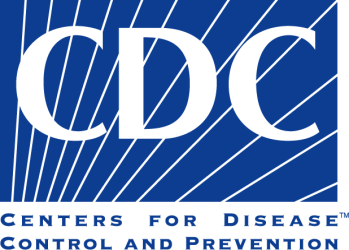 CDC
CENTERS FOR DISEASE™
CONTROL AND PREVENTION